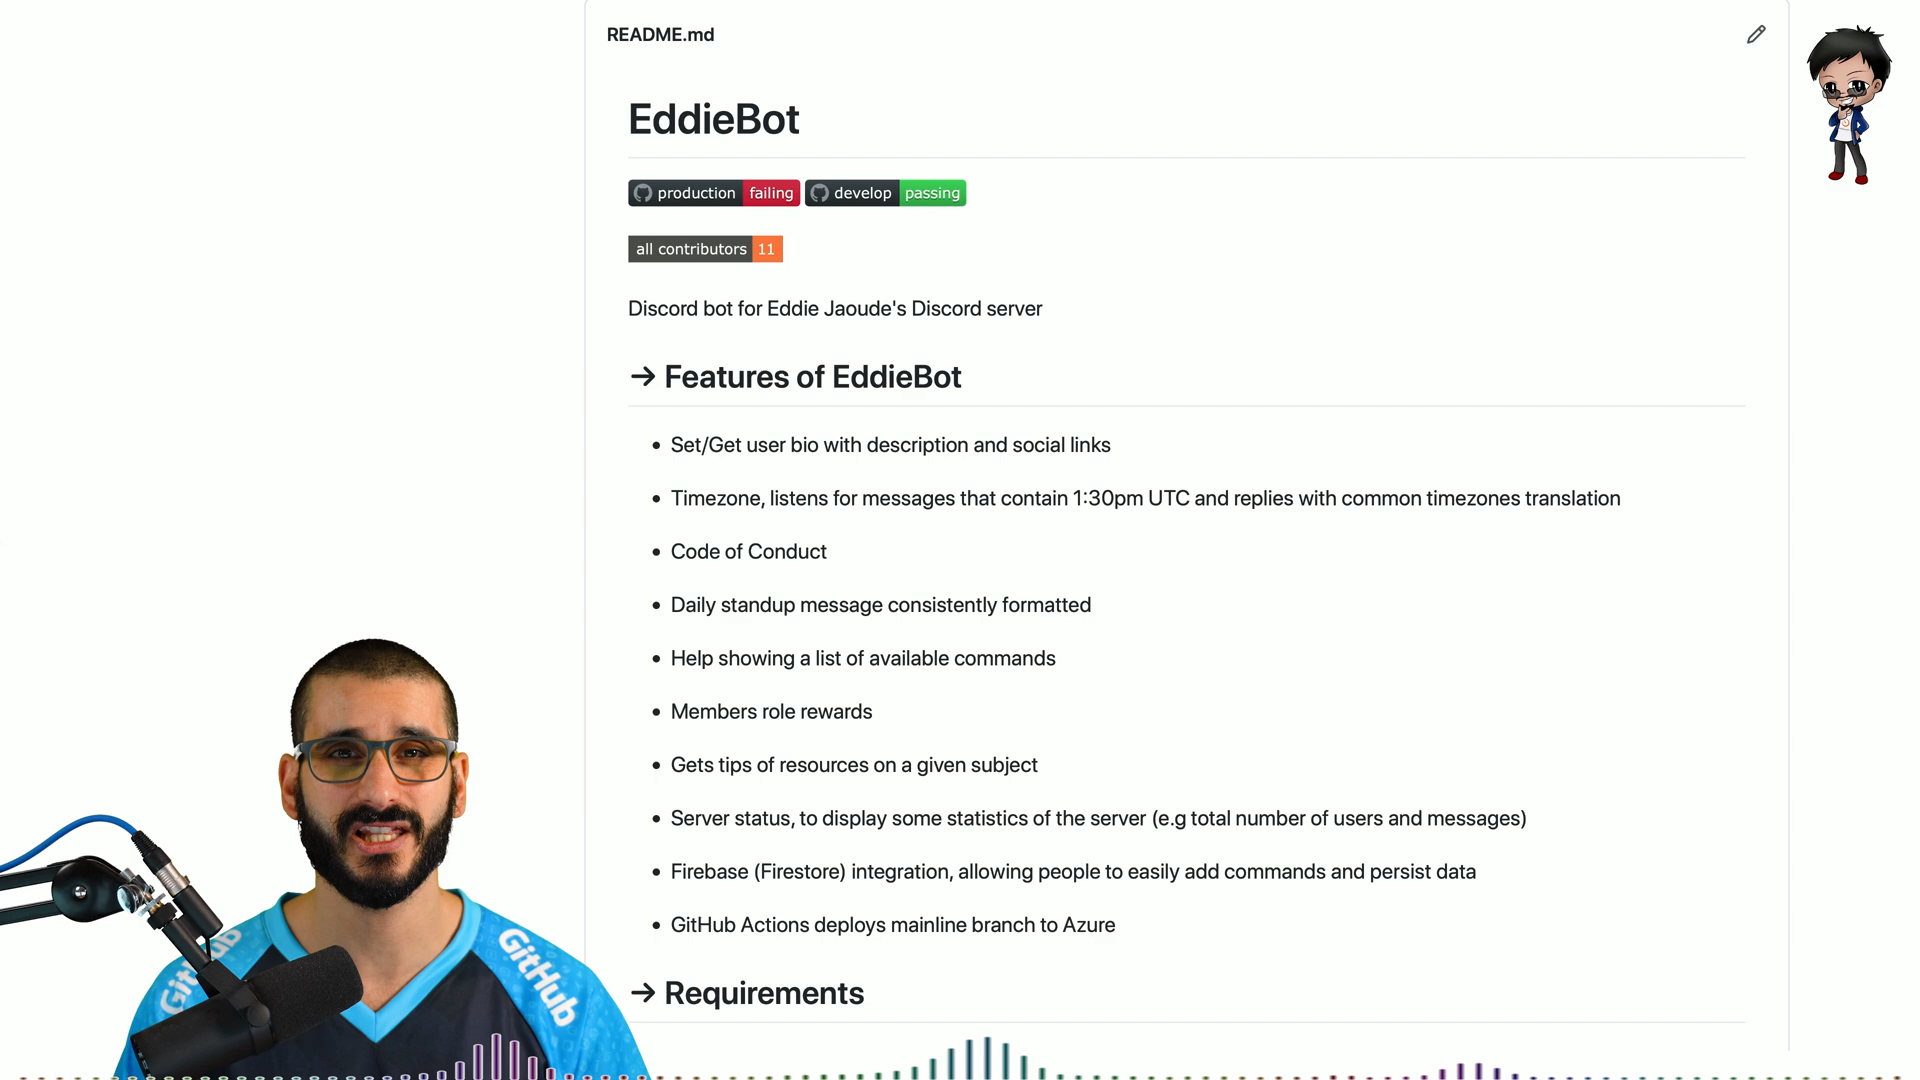 README.md
EddieBot
production failing develop passing
all contributors 11
Discord bot for Eddie Jaoude's Discord server
→ Features of EddieBot
• Set/Get user bio with description and social links
• Timezone, listens for messages that contain 1:30pm UTC and replies with common timezones translation
• Code of Conduct
• Daily standup message consistently formatted
• Help showing a list of available commands
• Members role rewards
• Gets tips of resources on a given subject
• Server status, to display some statistics of the server (e.g total number of users and messages)
• Firebase (Firestore) integration, allowing people to easily add commands and persist data
• GitHub Actions deploys mainline branch to Azure
→ Requirements
GitHub
GitHub